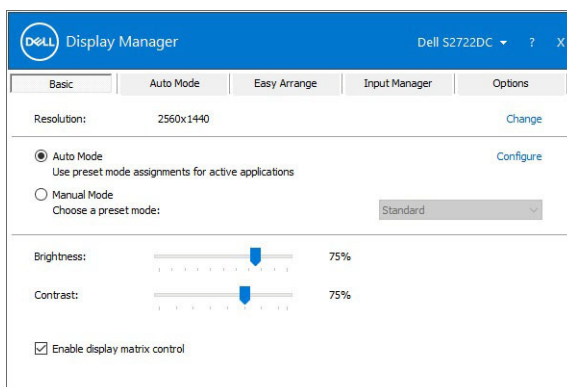 DELL Display Manager Dell S2722DC ? X
Basic Auto Mode Easy Arrange Input Manager Options
Resolution: 2560x1440 Change
Auto Mode Configure
Use preset mode assignments for active applications
Manual Mode
Choose a preset mode: Standard
Brightness: 75%
Contrast: 75%
Enable display matrix control